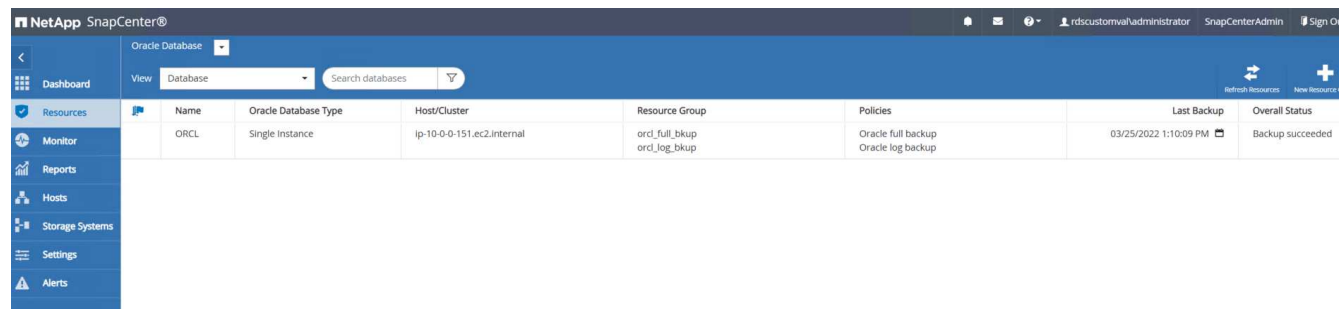 NetApp SnapCenter®
rdscustomval\administrator SnapCenterAdmin Sign O
Oracle Database
Dashboard
View Database Search databases
Refresh Resources New Resource
Resources
Name Oracle Database Type Host/Cluster Resource Group Policies Last Backup Overall Status
ORCL Single Instance ip-10-0-0-151.ec2.internal orcl_full_bkup Oracle full backup 03/25/2022 1:10:09 PM Backup succeeded
orcl_log_bkup Oracle log backup
Monitor
Reports
Hosts
Storage Systems
Settings
Alerts